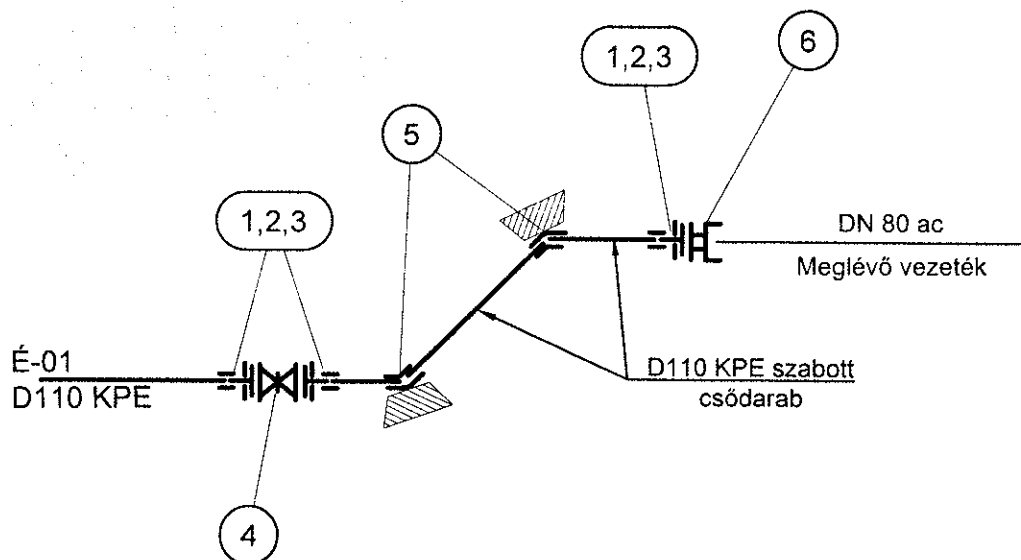 1,2,3
6
5
1,2,3
DN 80 ac
Meglévő vezeték
É-01
D110 KPE
D110 KPE szabott
csődarab
4